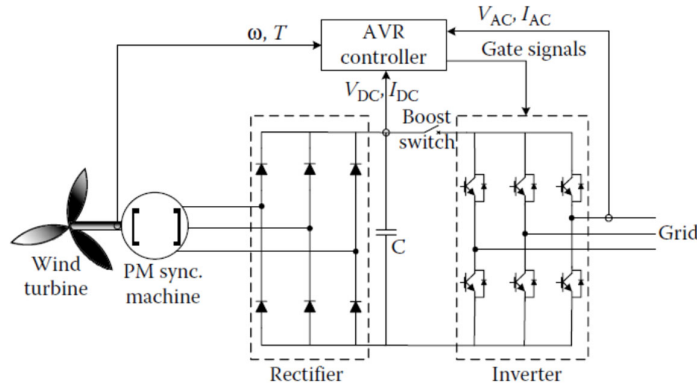 V_AC, I_AC
ω, T
AVR
controller
Gate signals
V_DC, I_DC
Boost
switch
C
Grid
Wind
turbine
PM sync.
machine
Rectifier
Inverter